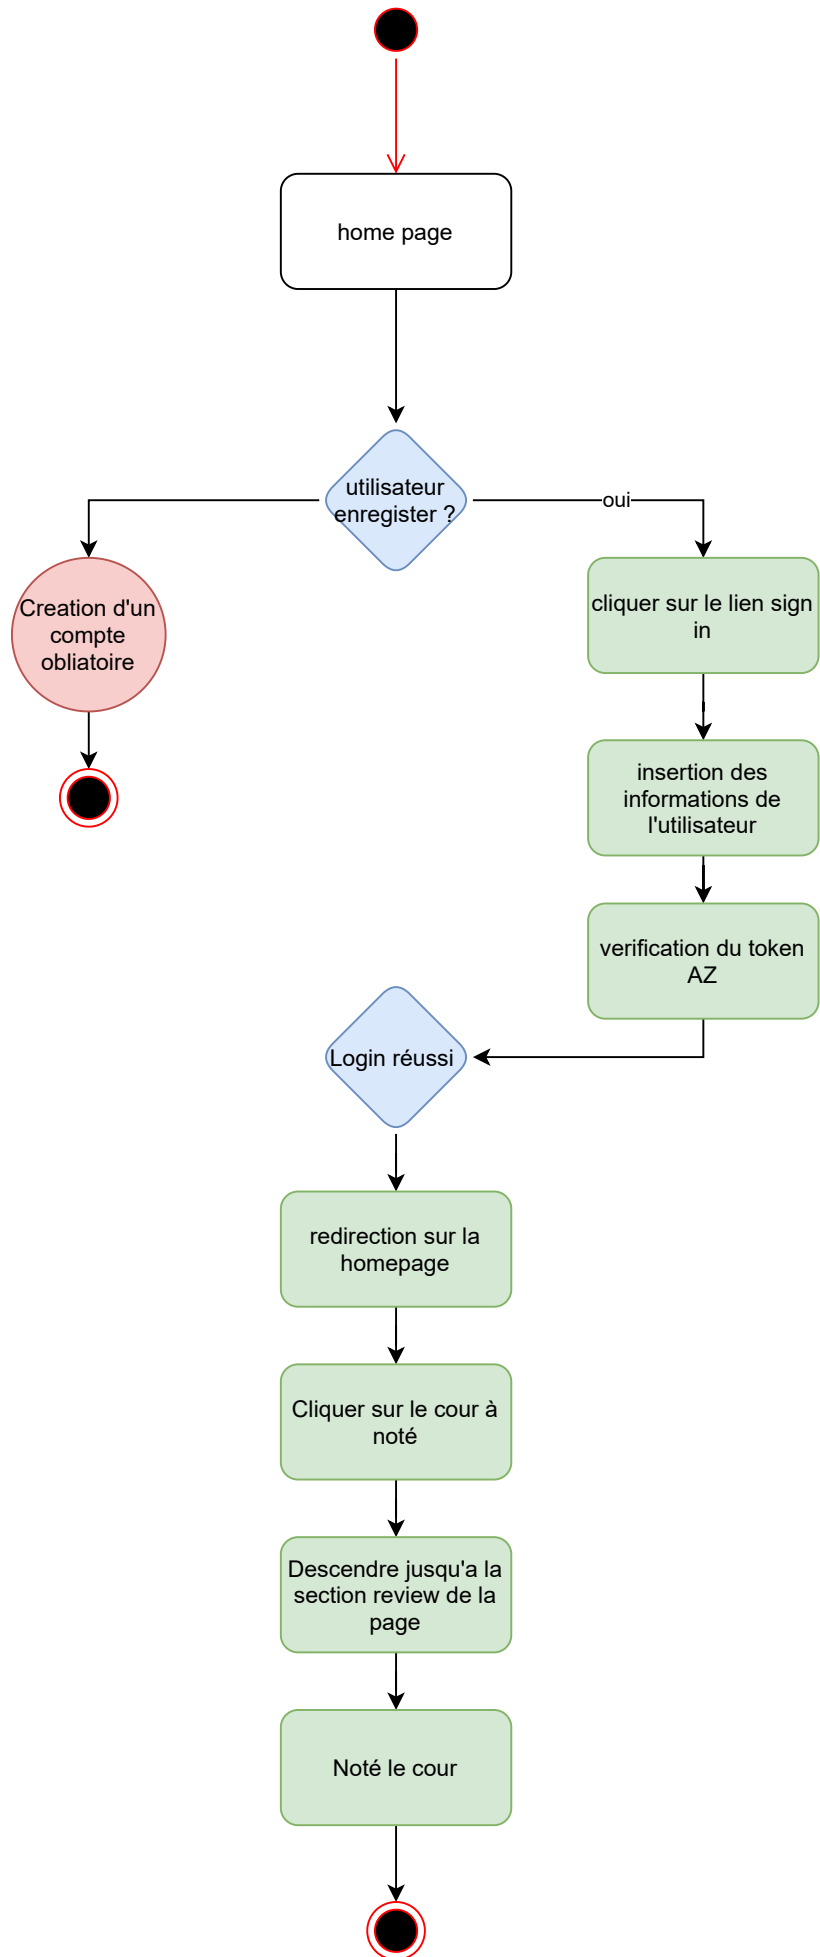 home page
utilisateur
enregister ?
oui
Creation d'un
compte
obliatoire
cliquer sur le lien sign
in
insertion des
informations de
l'utilisateur
verification du token
AZ
Login réussi
redirection sur la
homepage
Cliquer sur le cour à
noté
Descendre jusqu'a la
section review de la
page
Noté le cour